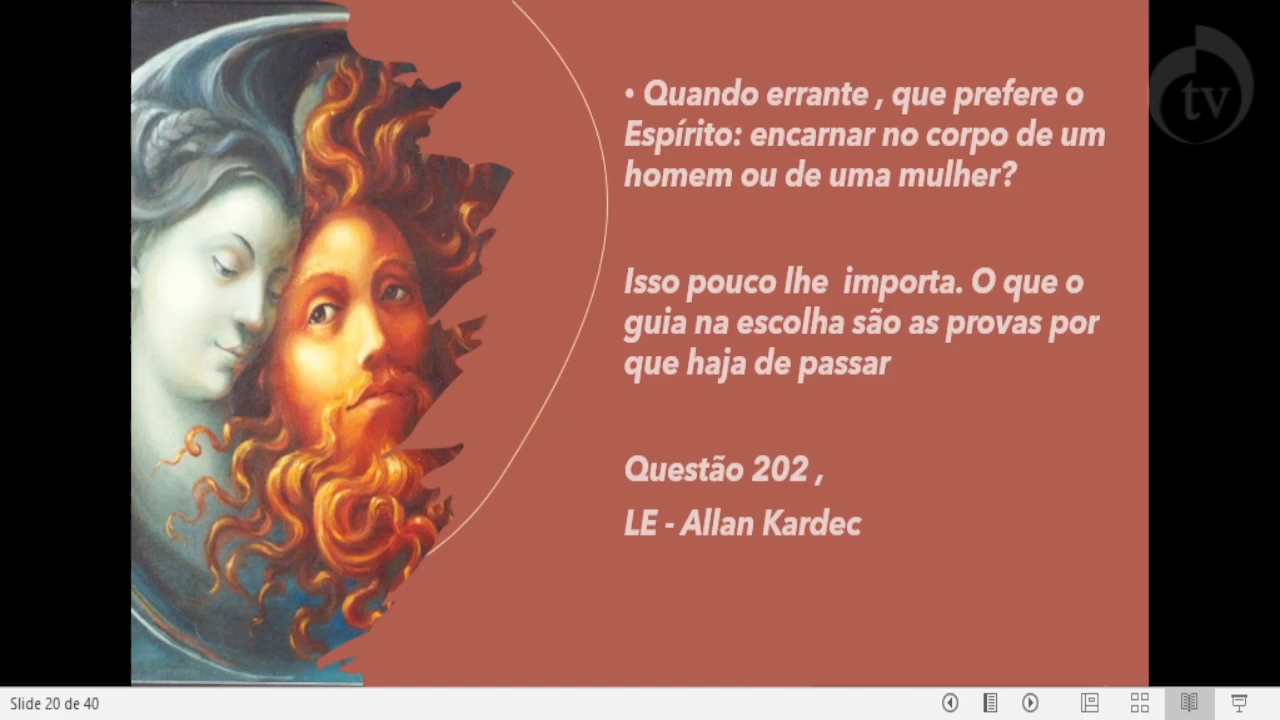 tv
• Quando errante , que prefere o
Espírito: encarnar no corpo de um
homem ou de uma mulher?
Isso pouco lhe  importa. O que o
guia na escolha são as provas por
que haja de passar
Questão 202 ,
LE - Allan Kardec
Slide 20 de 40